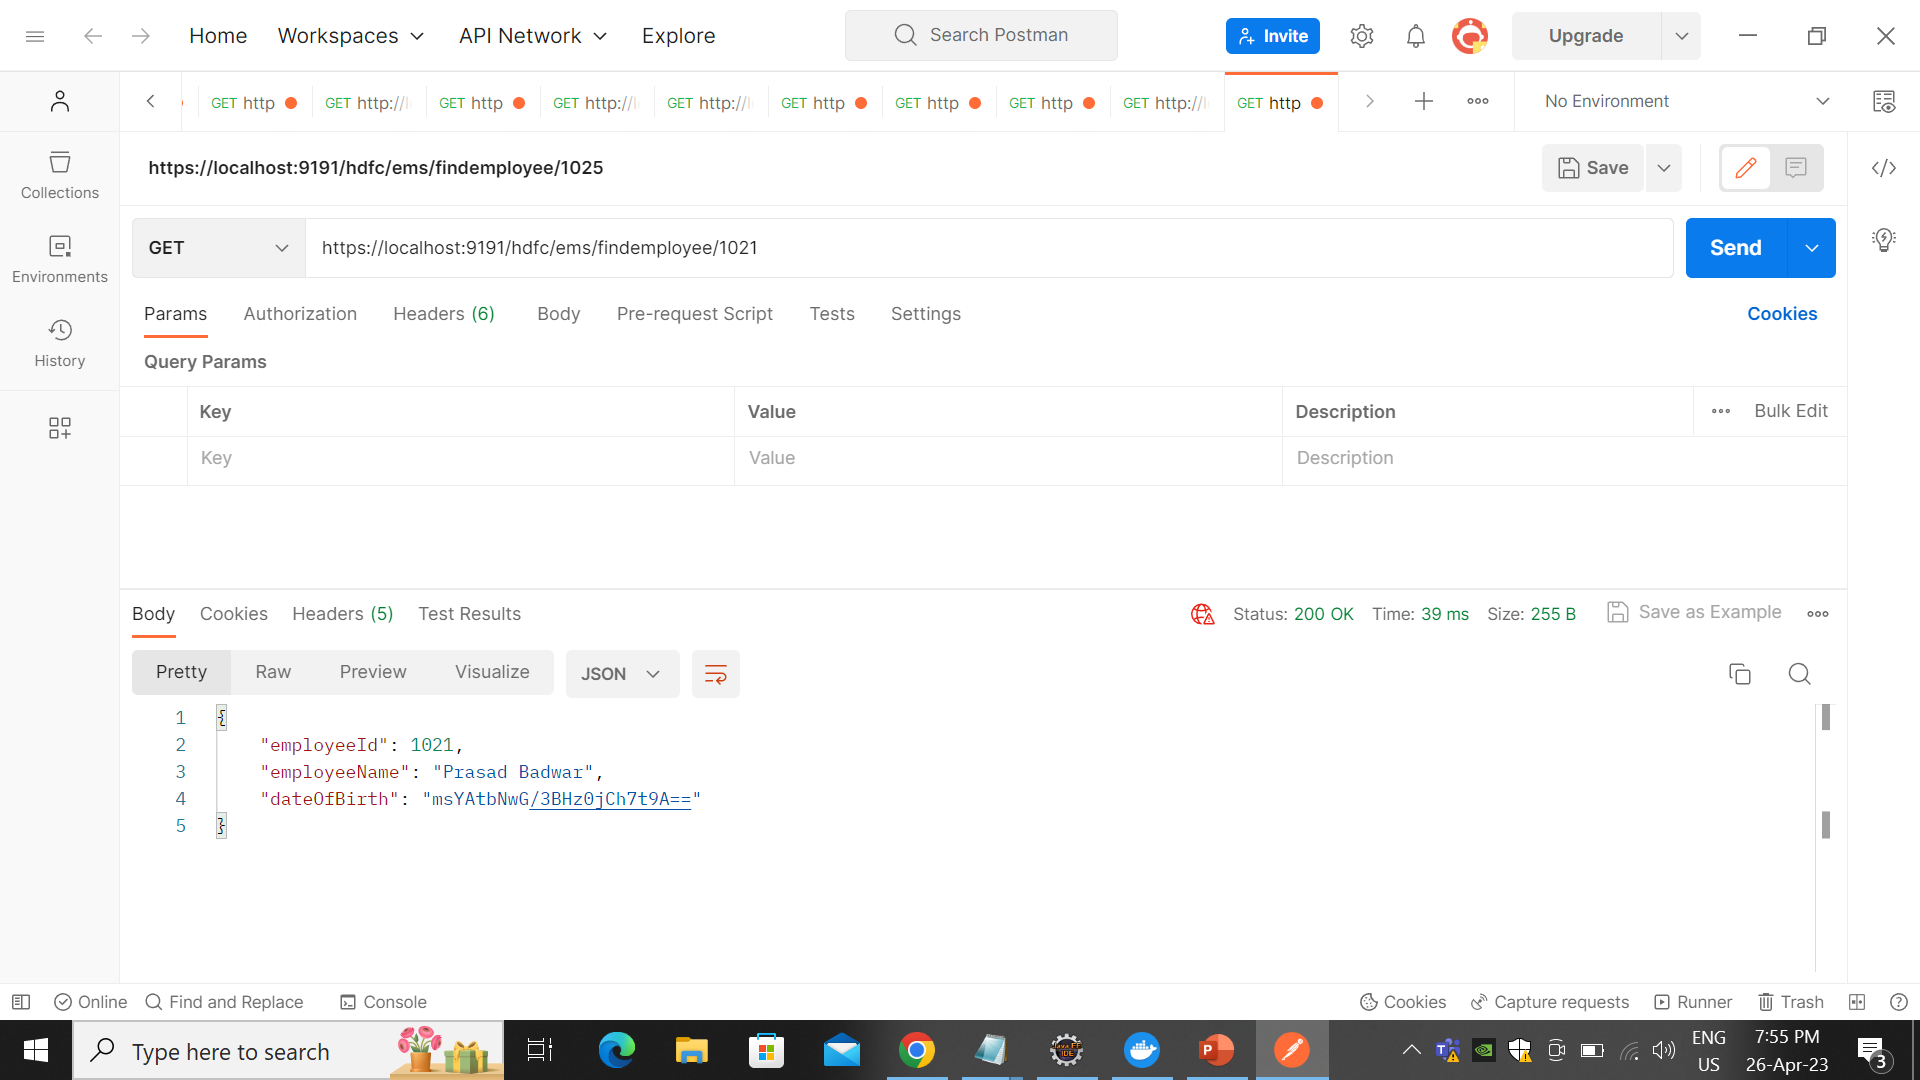 Home Workspaces API Network Explore Search Postman Invite Upgrade
GET http GET http://l GET http GET http://l GET http://l GET http GET http GET http GET http://l GET http No Environment
https://localhost:9191/hdfc/ems/findemployee/1025 Save
Collections
GET https://localhost:9191/hdfc/ems/findemployee/1021 Send
Environments
Params Authorization Headers (6) Body Pre-request Script Tests Settings Cookies
History
Query Params
Key Value Description Bulk Edit
Key Value Description
Body Cookies Headers (5) Test Results Status: 200 OK Time: 39 ms Size: 255 B Save as Example
Pretty Raw Preview Visualize JSON
1 {
2 "employeeId": 1021,
3 "employeeName": "Prasad Badwar",
4 "dateOfBirth": "msYAtbNwG/3BHz0jCh7t9A=="
5 }
Online Find and Replace Console Cookies Capture requests Runner Trash
Type here to search ENG 7:55 PM
US 26-Apr-23 3